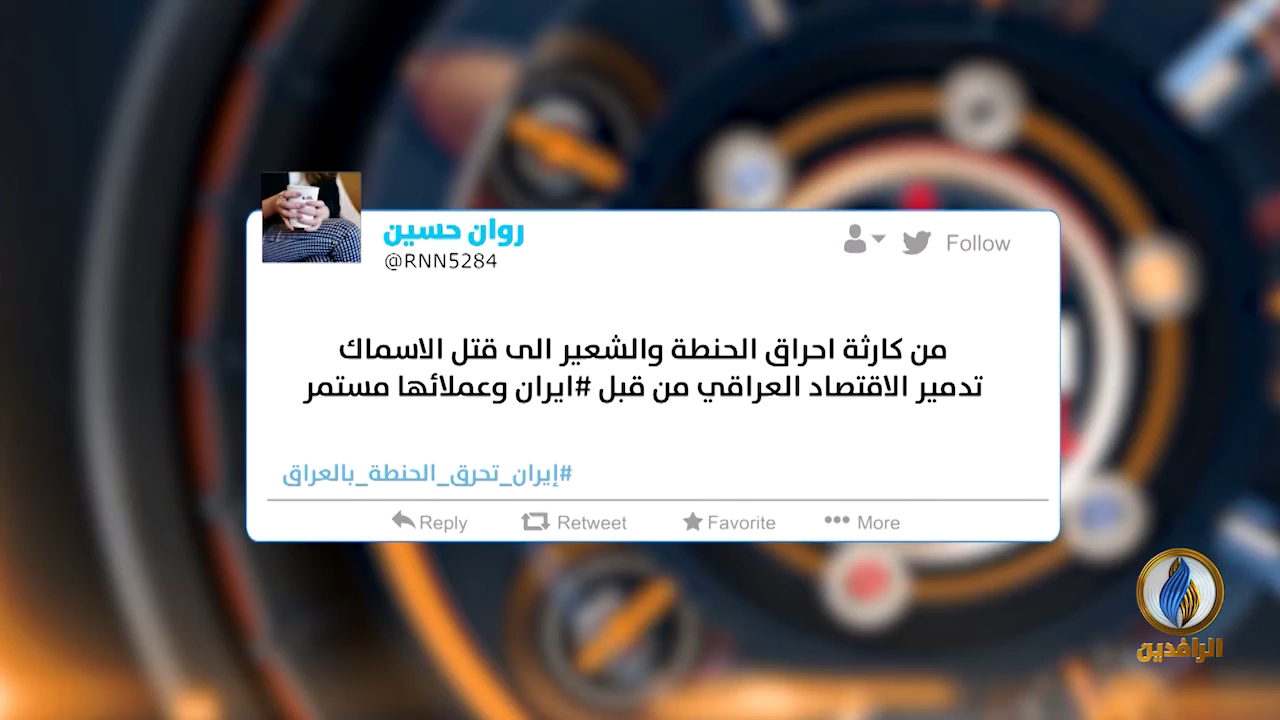 روان حسين
@RNN5284
Follow
من كارثة احراق الحنطة والشعير الى قتل الاسماك
تدمير الاقتصاد العراقي من قبل #ايران وعملائها مستمر
#إيران_تحرق_الحنطة_بالعراق
Reply Retweet Favorite More
الرافدين